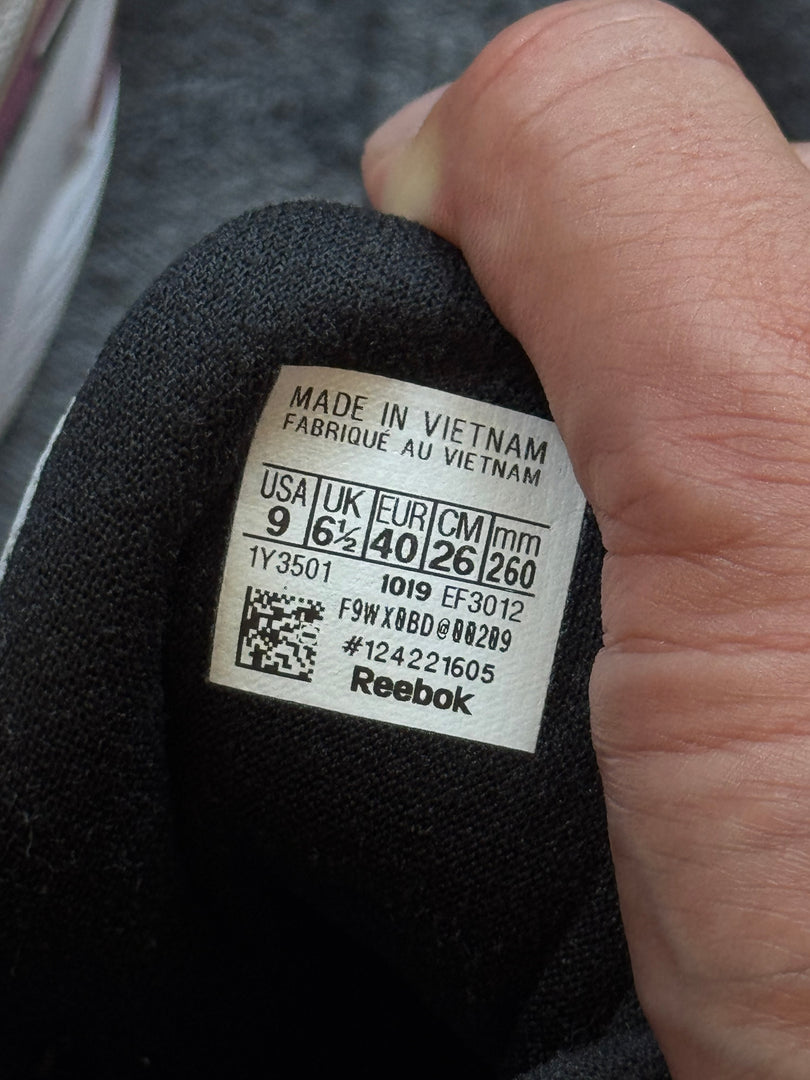 MADE IN VIETNAM
FABRIQUÉ AU VIETNAM
USA UK EUR CM mm
9 6½ 40 26 260
1Y3501 1019 EF3012
F9WX0BD@00209
#124221605
Reebok